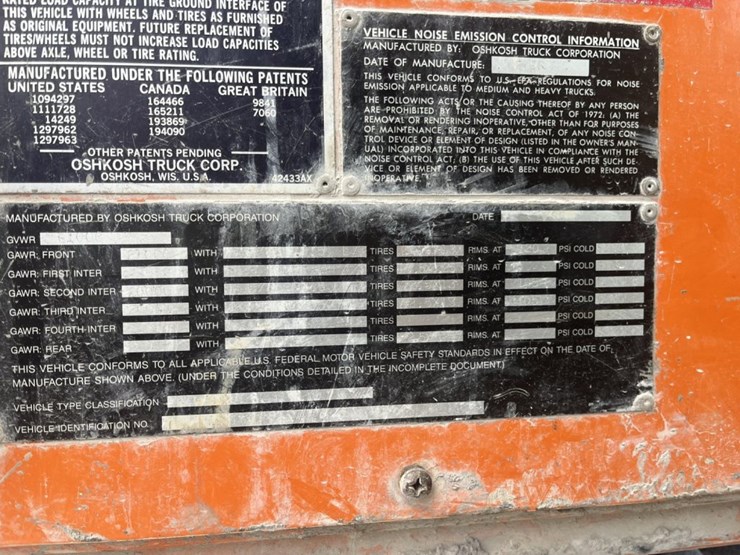 RATED LOAD CAPACITY AT TIRE GROUND INTERFACE OF
THIS VEHICLE WITH WHEELS AND TIRES AS FURNISHED
AS ORIGINAL EQUIPMENT. FUTURE REPLACEMENT OF
TIRES/WHEELS MUST NOT INCREASE LOAD CAPACITIES
ABOVE AXLE, WHEEL OR TIRE RATING.
MANUFACTURED UNDER THE FOLLOWING PATENTS
UNITED STATES CANADA GREAT BRITAIN
1094297 164466 9841
1111728 165211 7060
14249 193869
1297962 194090
1297963
OTHER PATENTS PENDING
OSHKOSH TRUCK CORP.
OSHKOSH, WIS. U.S.A. 42433AX
VEHICLE NOISE EMISSION CONTROL INFORMATION
MANUFACTURED BY: OSHKOSH TRUCK CORPORATION
DATE OF MANUFACTURE:
THIS VEHICLE CONFORMS TO U.S. EPA REGULATIONS FOR NOISE
EMISSION APPLICABLE TO MEDIUM AND HEAVY TRUCKS.
THE FOLLOWING ACTS OR THE CAUSING THEREOF BY ANY PERSON
ARE PROHIBITED BY THE NOISE CONTROL ACT OF 1972: (A) THE
REMOVAL OR RENDERING INOPERATIVE, OTHER THAN FOR PURPOSES
OF MAINTENANCE, REPAIR, OR REPLACEMENT, OF ANY NOISE CON-
TROL DEVICE OR ELEMENT OF DESIGN (LISTED IN THE OWNER'S MAN-
UAL) INCORPORATED INTO THIS VEHICLE IN COMPLIANCE WITH THE
NOISE CONTROL ACT; (B) THE USE OF THIS VEHICLE AFTER SUCH DE-
VICE OR ELEMENT OF DESIGN HAS BEEN REMOVED OR RENDERED
INOPERATIVE.
MANUFACTURED BY OSHKOSH TRUCK CORPORATION DATE
GVWR
GAWR: FRONT WITH TIRES RIMS. AT PSI COLD
GAWR: FIRST INTER WITH TIRES RIMS. AT PSI COLD
GAWR: SECOND INTER WITH TIRES RIMS. AT PSI COLD
GAWR: THIRD INTER WITH TIRES RIMS. AT PSI COLD
GAWR: FOURTH INTER WITH TIRES RIMS. AT PSI COLD
GAWR: REAR WITH TIRES RIMS. AT PSI COLD
THIS VEHICLE CONFORMS TO ALL APPLICABLE U.S. FEDERAL MOTOR VEHICLE SAFETY STANDARDS IN EFFECT ON THE DATE OF
MANUFACTURE SHOWN ABOVE. (UNDER THE CONDITIONS DETAILED IN THE INCOMPLETE DOCUMENT.)
VEHICLE TYPE CLASSIFICATION
VEHICLE IDENTIFICATION NO.